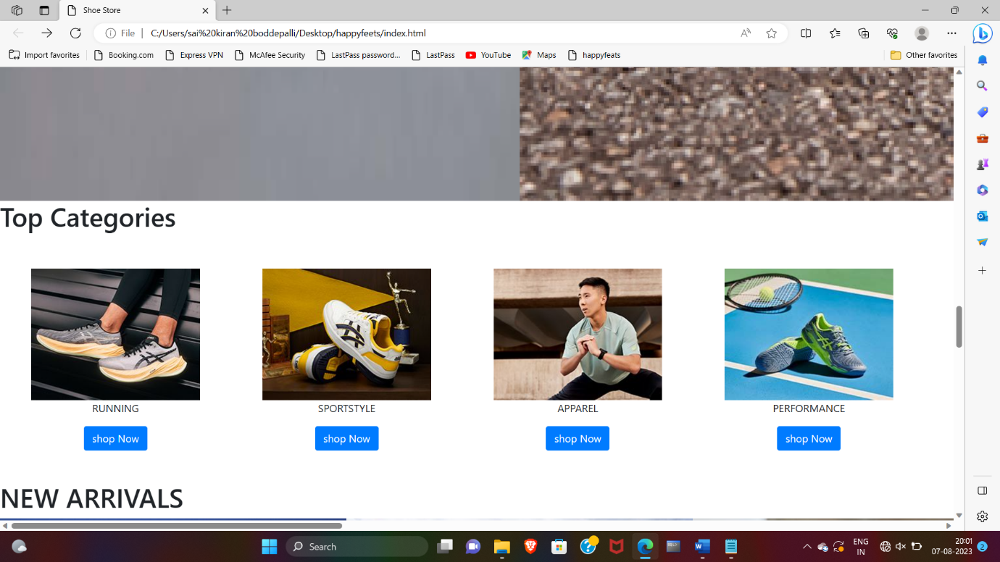 Shoe Store
File | C:/Users/sai%20kiran%20boddepalli/Desktop/happyfeets/index.html
Import favorites Booking.com Express VPN McAfee Security LastPass password... LastPass YouTube Maps happyfeats Other favorites
Top Categories
RUNNING SPORTSTYLE APPAREL PERFORMANCE
shop Now shop Now shop Now shop Now
NEW ARRIVALS
Search
ENG
IN
20:01
07-08-2023
2